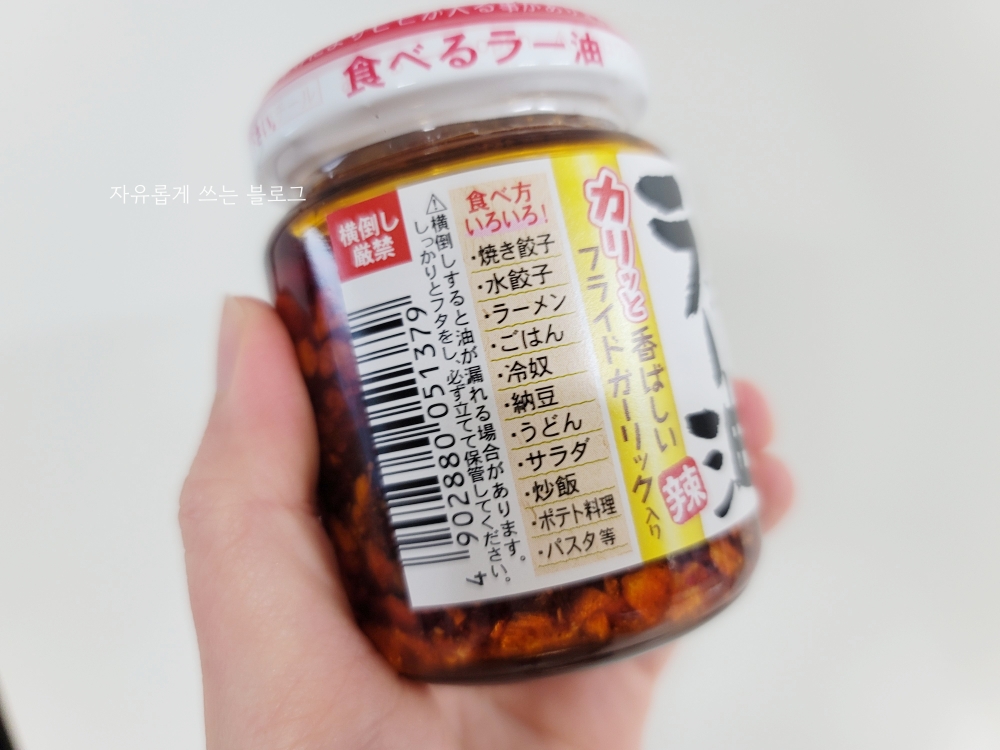 食べるラー油
자유롭게 쓰는 블로그
横倒し
厳禁
⚠横倒しすると油が漏れる場合があります。
しっかりとフタをし、必ず立てて保管してください。
4 902880 051379
食べ方
いろいろ!
・焼き餃子
・水餃子
・ラーメン
・ごはん
・冷奴
・納豆
・うどん
・サラダ
・炒飯
・ポテト料理
・パスタ等
カリッと香ばしい
フライドガーリック入り
辣